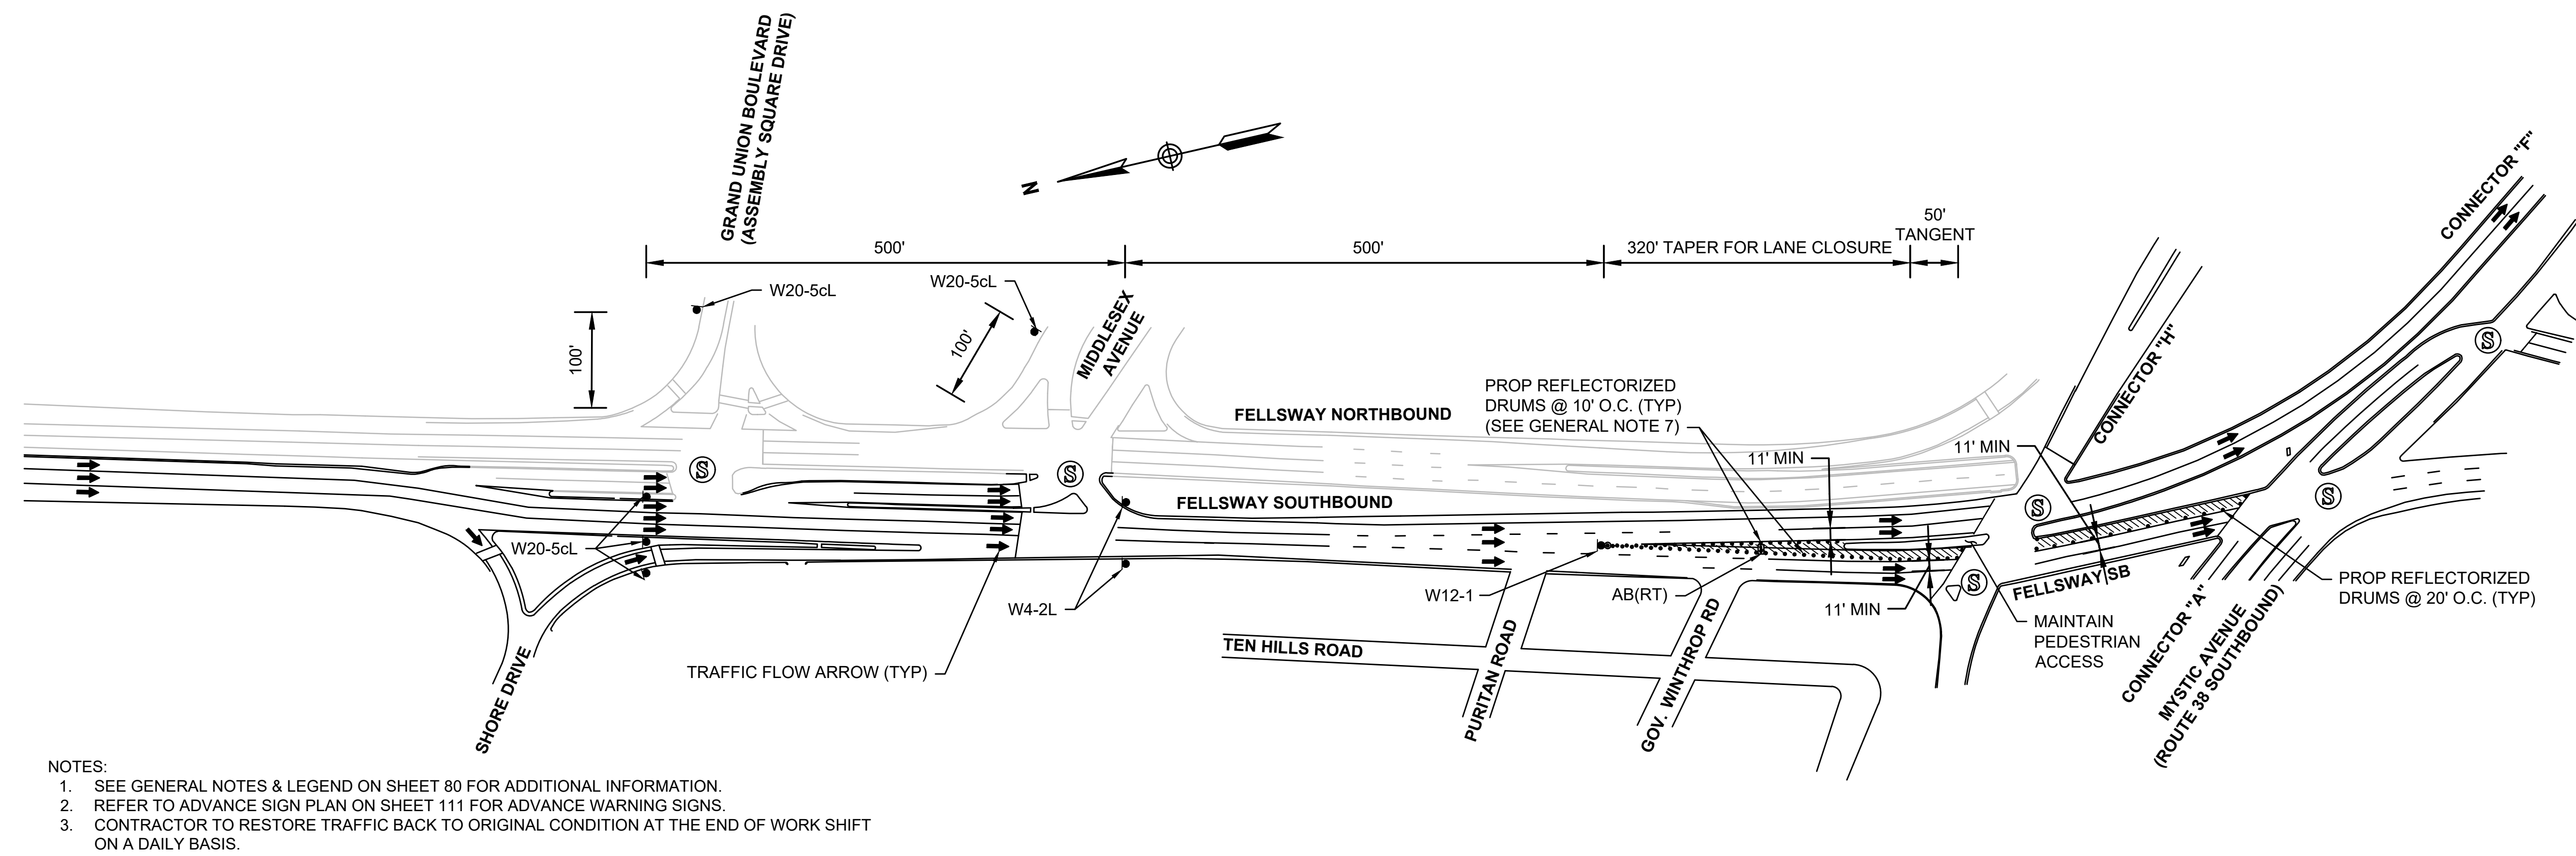 GRAND UNION BOULEVARD
(ASSEMBLY SQUARE DRIVE)
N
500'
500'
320' TAPER FOR LANE CLOSURE
50'
TANGENT
W20-5cL
W20-5cL
100'
100'
MIDDLESEX
AVENUE
CONNECTOR "F"
CONNECTOR "H"
PROP REFLECTORIZED
DRUMS @ 10' O.C. (TYP)
(SEE GENERAL NOTE 7)
FELLSWAY NORTHBOUND
11' MIN
11' MIN
S
S
S
S
S
S
FELLSWAY SOUTHBOUND
W20-5cL
W4-2L
W12-1
AB(RT)
11' MIN
FELLSWAY SB
PROP REFLECTORIZED
DRUMS @ 20' O.C. (TYP)
MAINTAIN
PEDESTRIAN
ACCESS
TRAFFIC FLOW ARROW (TYP)
TEN HILLS ROAD
SHORE DRIVE
PURITAN ROAD
GOV. WINTHROP RD
CONNECTOR "A"
MYSTIC AVENUE
(ROUTE 38 SOUTHBOUND)
NOTES:
1. SEE GENERAL NOTES & LEGEND ON SHEET 80 FOR ADDITIONAL INFORMATION.
2. REFER TO ADVANCE SIGN PLAN ON SHEET 111 FOR ADVANCE WARNING SIGNS.
3. CONTRACTOR TO RESTORE TRAFFIC BACK TO ORIGINAL CONDITION AT THE END OF WORK SHIFT
ON A DAILY BASIS.